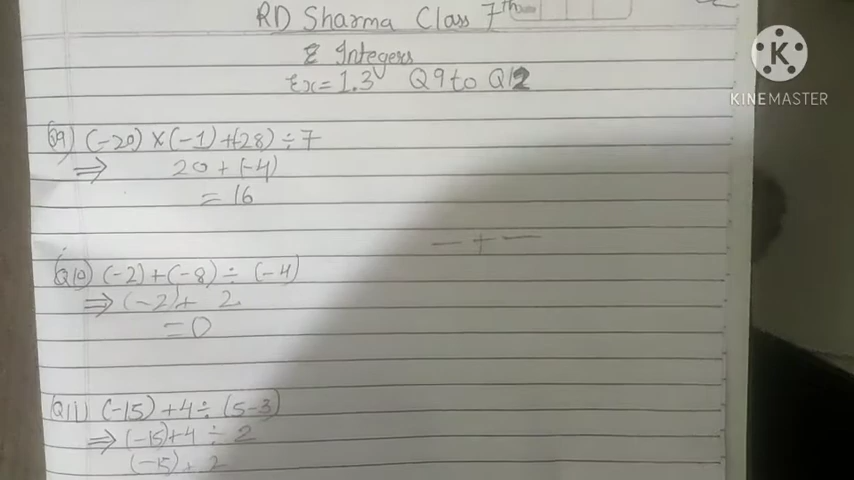 RD Sharma Class 7th
Integers
Ex = 1.3 Q9 to Q12
KINEMASTER
Q9) (-20) × (-1) + (-28) ÷ 7
⇒ 20 + (-4)
= 16
— + —
Q10) (-2) + (-8) ÷ (-4)
⇒ (-2) + 2
= 0
Q11) (-15) + 4 ÷ (5-3)
⇒ (-15) + 4 ÷ 2
(-15) + 2